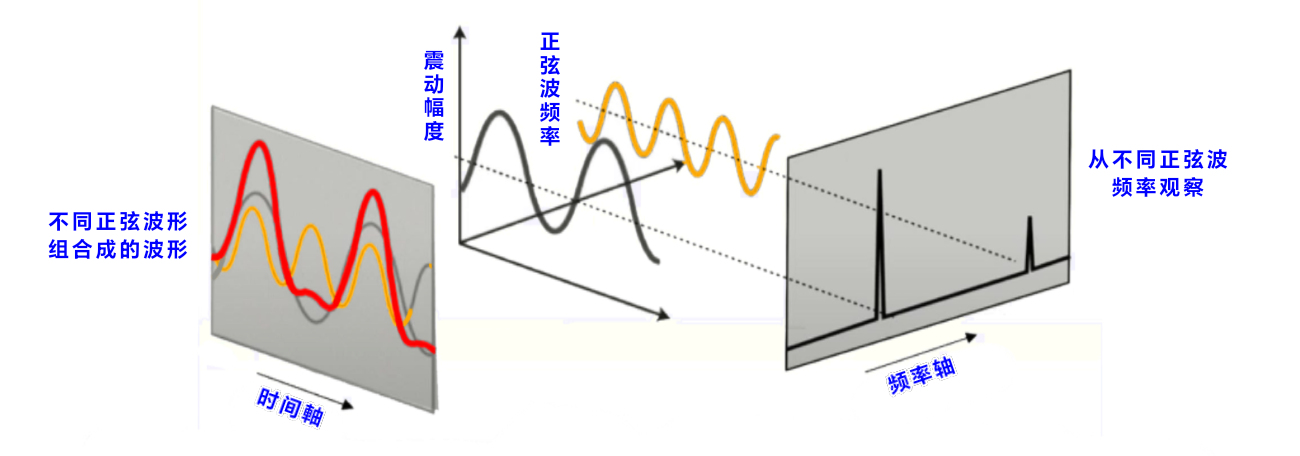 不同正弦波形
组合成的波形
时间軸
震动幅度
正弦波频率
从不同正弦波
频率观察
频率轴